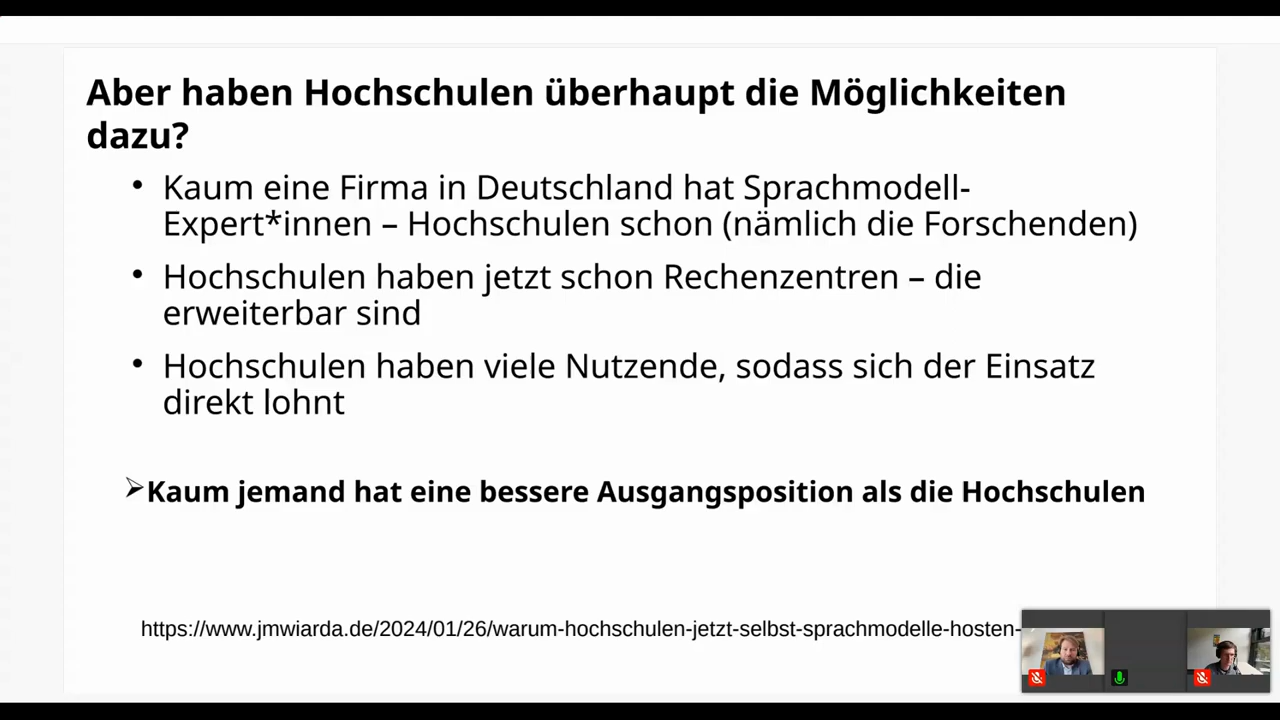 Aber haben Hochschulen überhaupt die Möglichkeiten
dazu?
• Kaum eine Firma in Deutschland hat Sprachmodell-
Expert*innen – Hochschulen schon (nämlich die Forschenden)
• Hochschulen haben jetzt schon Rechenzentren – die
erweiterbar sind
• Hochschulen haben viele Nutzende, sodass sich der Einsatz
direkt lohnt
➢Kaum jemand hat eine bessere Ausgangsposition als die Hochschulen
https://www.jmwiarda.de/2024/01/26/warum-hochschulen-jetzt-selbst-sprachmodelle-hosten-